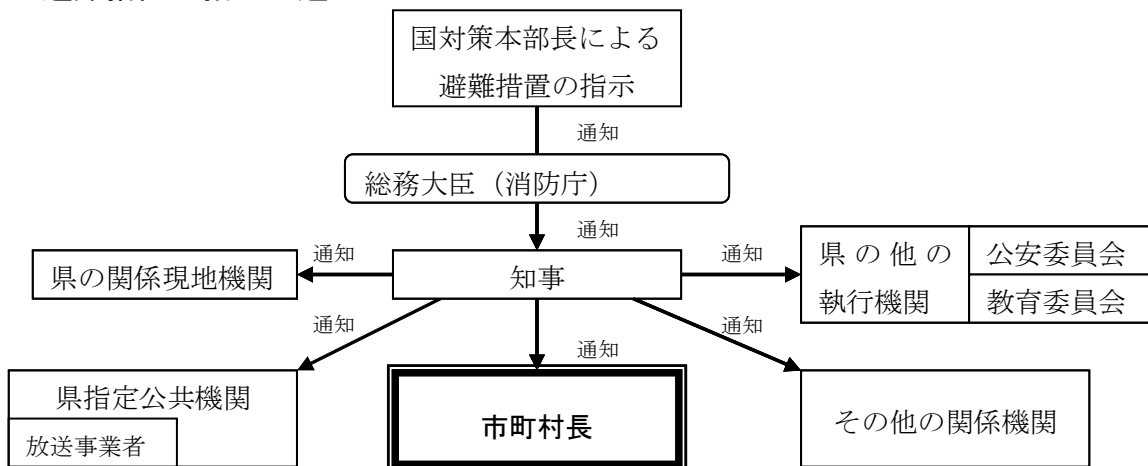 国対策本部長による
避難措置の指示
通知
総務大臣（消防庁）
通知
県の関係現地機関
通知
知事
通知
県の他の
執行機関
公安委員会
教育委員会
通知
通知
通知
県指定公共機関
放送事業者
市町村長
その他の関係機関